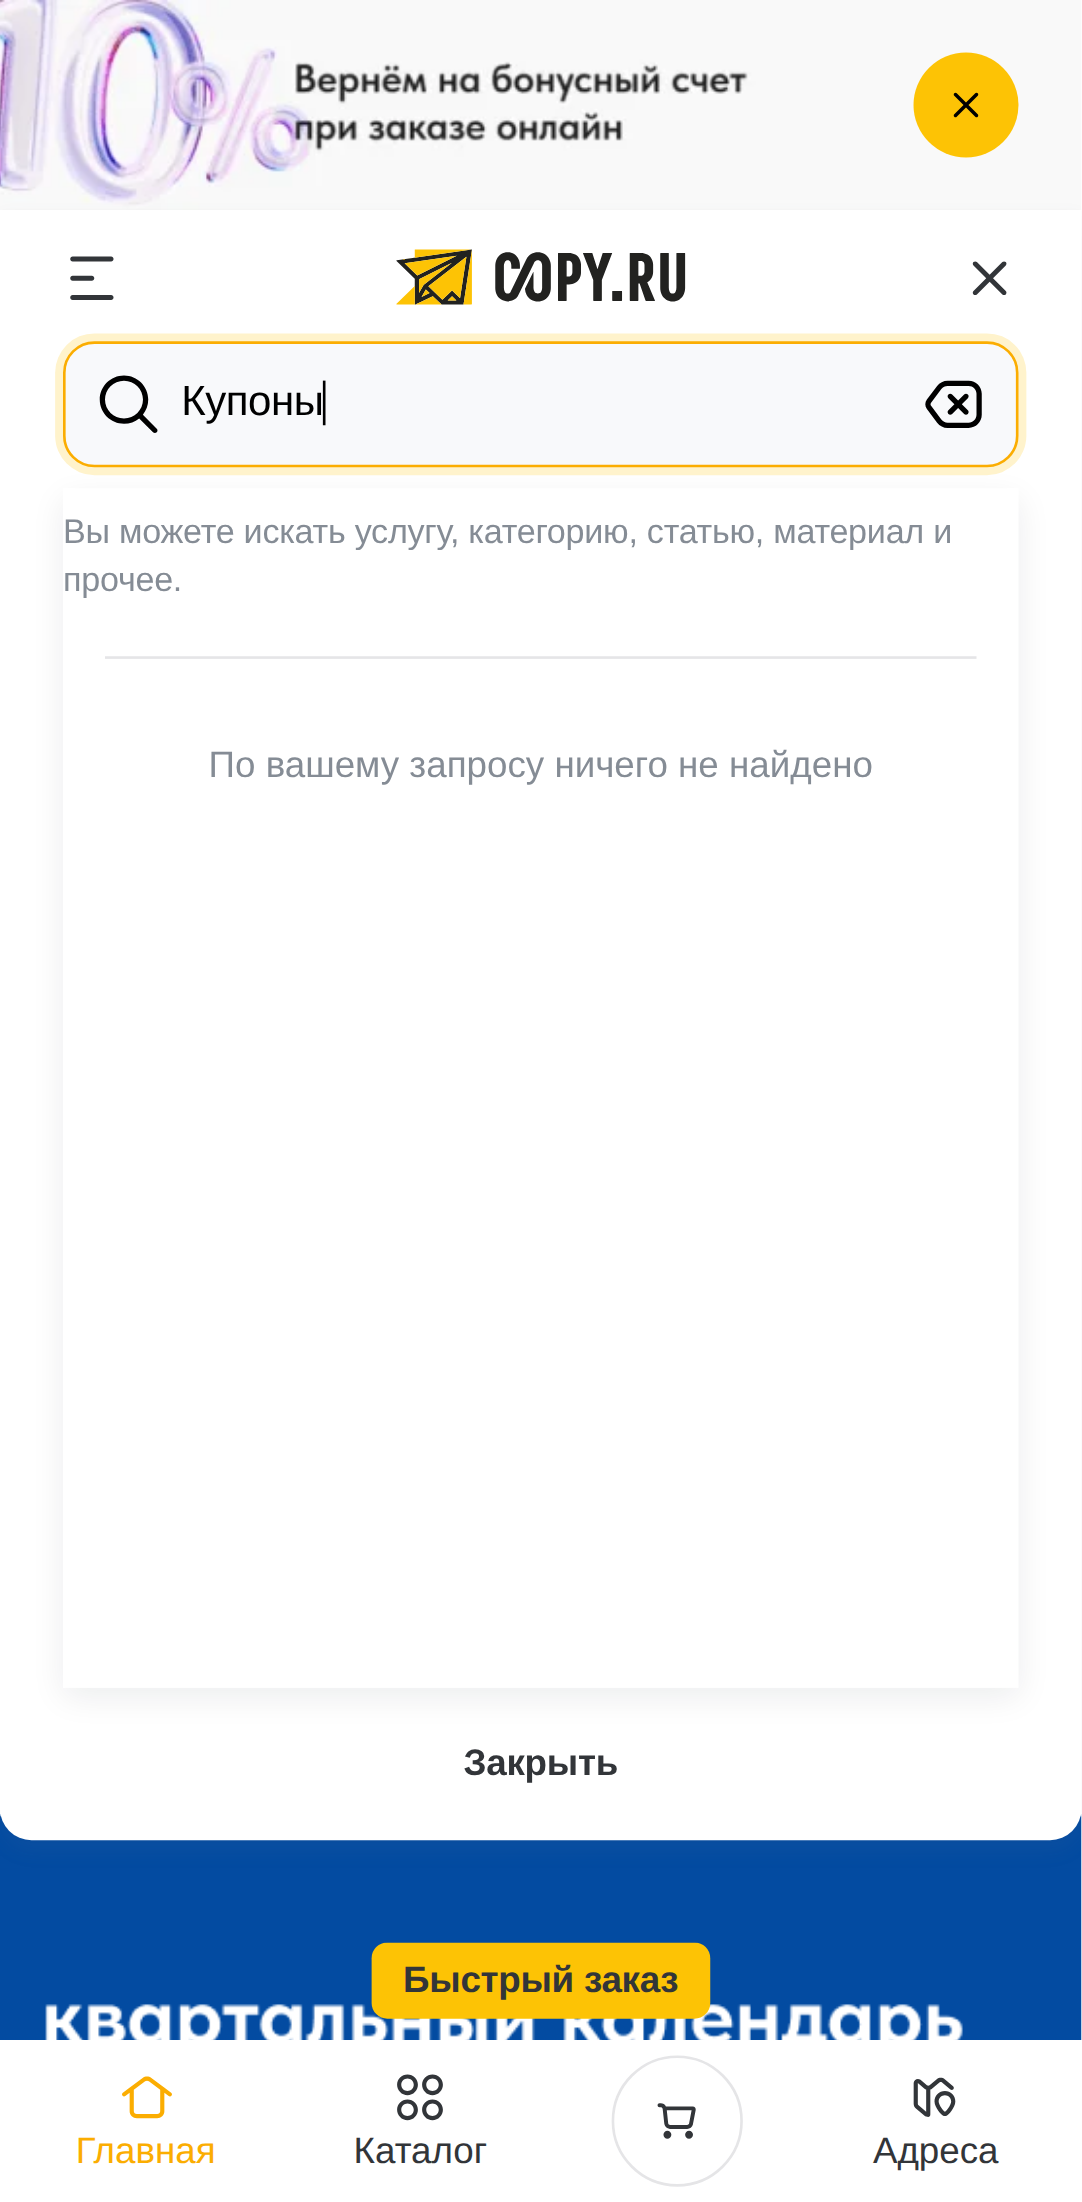 10%
Вернём на бонусный счет
при заказе онлайн
COPY.RU
Купоны
Вы можете искать услугу, категорию, статью, материал и
прочее.
По вашему запросу ничего не найдено
Закрыть
Быстрый заказ
квартальный календарь
Главная
Каталог
Адреса